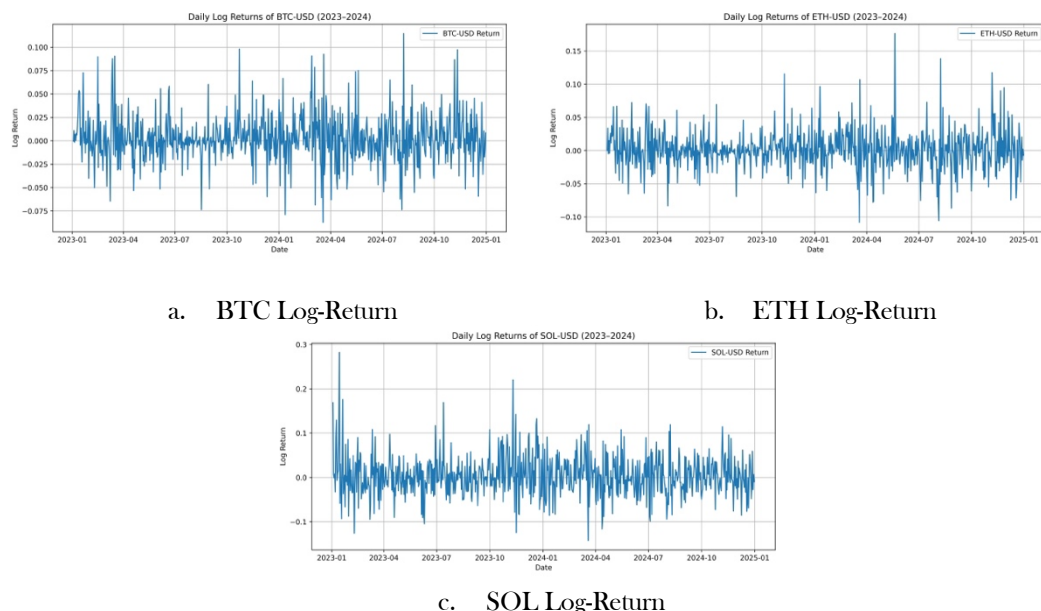 Daily Log Returns of BTC-USD (2023–2024)
BTC-USD Return
0.100
0.075
0.050
0.025
0.000
−0.025
−0.050
−0.075
Log Return
2023-01 2023-04 2023-07 2023-10 2024-01 2024-04 2024-07 2024-10 2025-01
Date
Daily Log Returns of ETH-USD (2023–2024)
ETH-USD Return
0.15
0.10
0.05
0.00
−0.05
−0.10
Log Return
2023-01 2023-04 2023-07 2023-10 2024-01 2024-04 2024-07 2024-10 2025-01
Date
a. BTC Log-Return
b. ETH Log-Return
Daily Log Returns of SOL-USD (2023–2024)
SOL-USD Return
0.3
0.2
0.1
0.0
−0.1
Log Return
2023-01 2023-04 2023-07 2023-10 2024-01 2024-04 2024-07 2024-10 2025-01
Date
c. SOL Log-Return